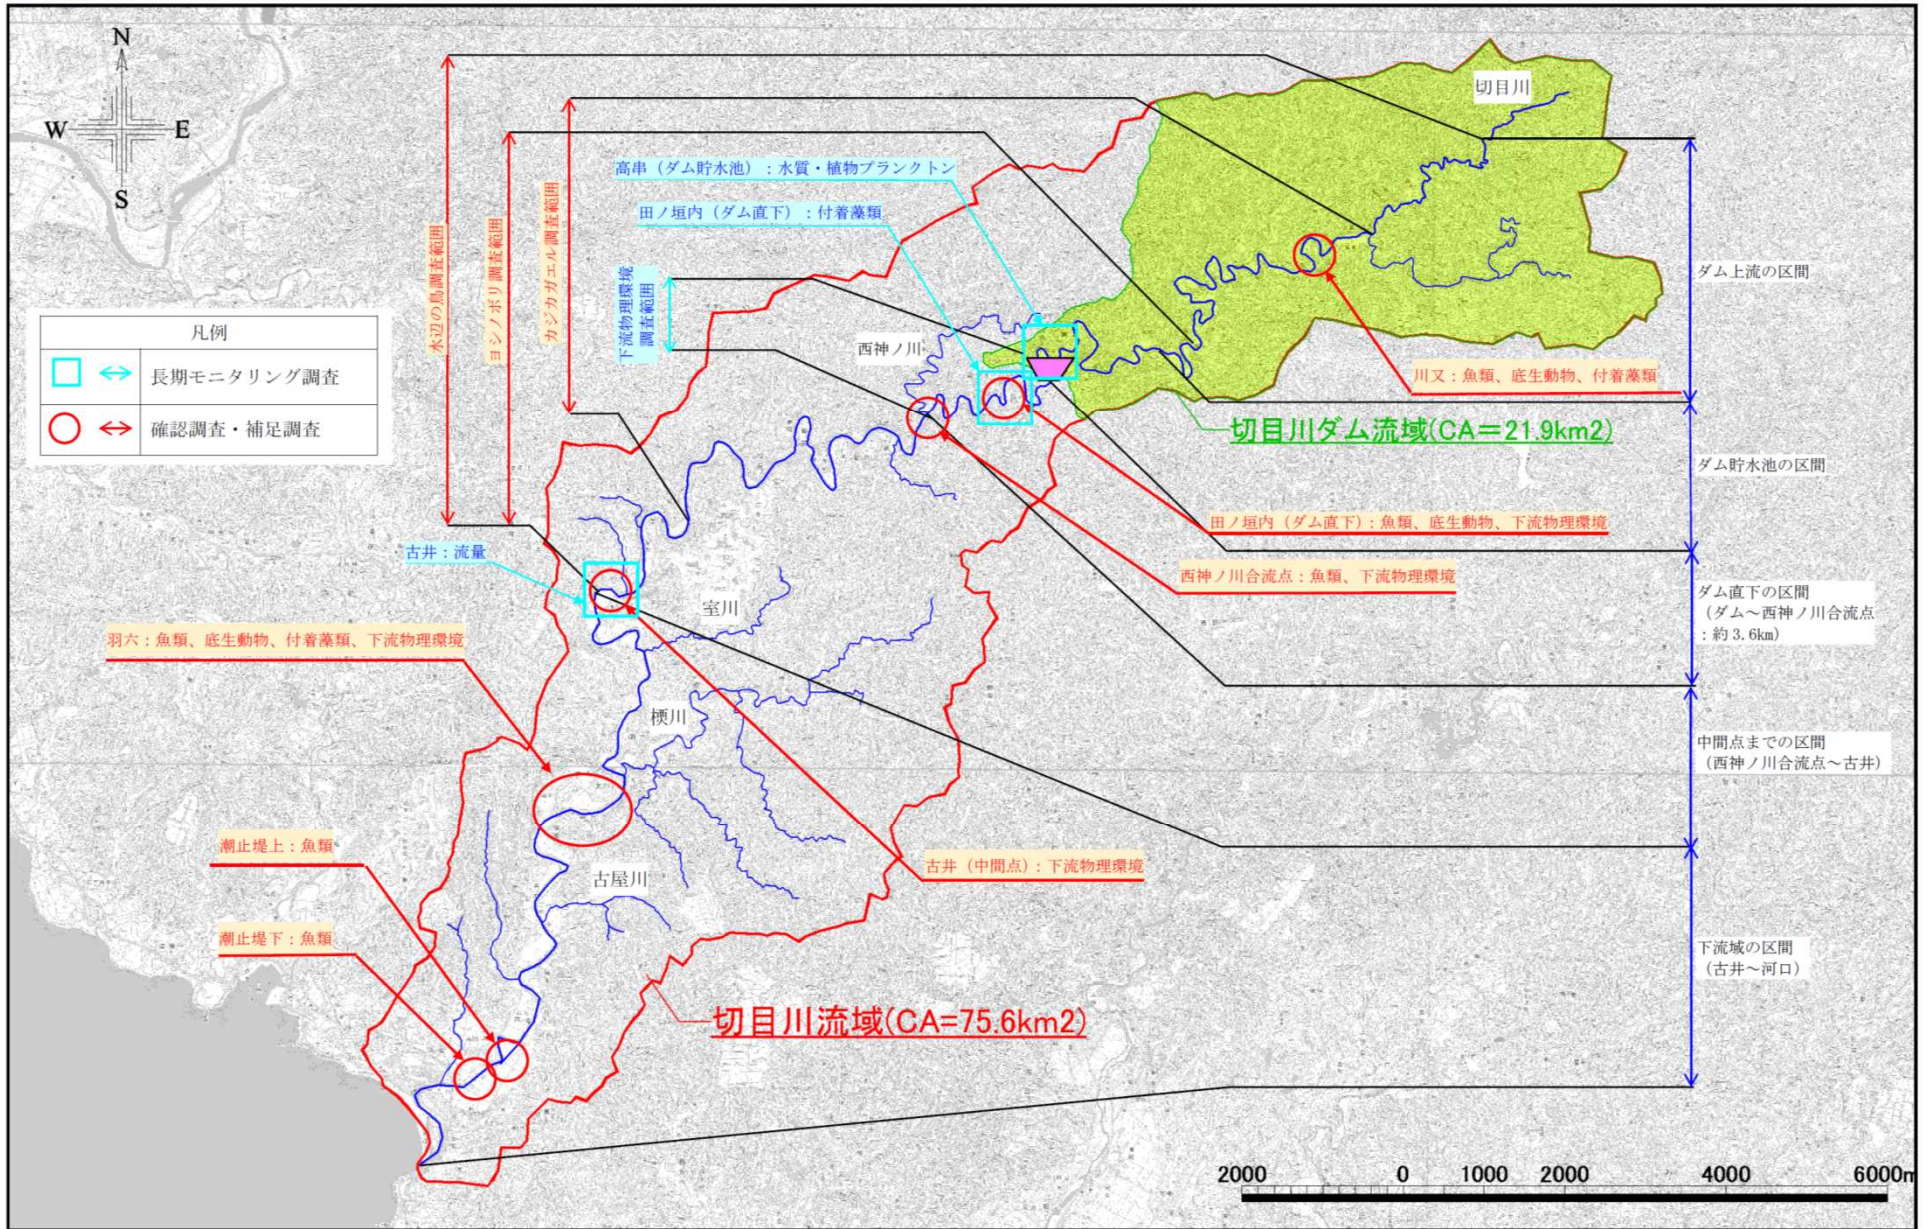 N
W
E
S
切目川
高串（ダム貯水池）：水質・植物プランクトン
田ノ垣内（ダム直下）：付着藻類
水辺の鳥調査範囲
ヨシノボリ調査範囲
カジカガエル調査範囲
下流物理環境
調査範囲
ダム上流の区間
凡例
長期モニタリング調査
確認調査・補足調査
西神ノ川
川又：魚類、底生動物、付着藻類
切目川ダム流域(CA=21.9km2)
ダム貯水池の区間
田ノ垣内（ダム直下）：魚類、底生動物、下流物理環境
古井：流量
西神ノ川合流点：魚類、下流物理環境
ダム直下の区間
（ダム～西神ノ川合流点
：約3.6km）
室川
羽六：魚類、底生動物、付着藻類、下流物理環境
中間点までの区間
（西神ノ川合流点～古井）
潮止堤上：魚類
古井（中間点）：下流物理環境
古屋川
潮止堤下：魚類
下流域の区間
（古井～河口）
切目川流域(CA=75.6km2)
2000 0 1000 2000 4000 6000m